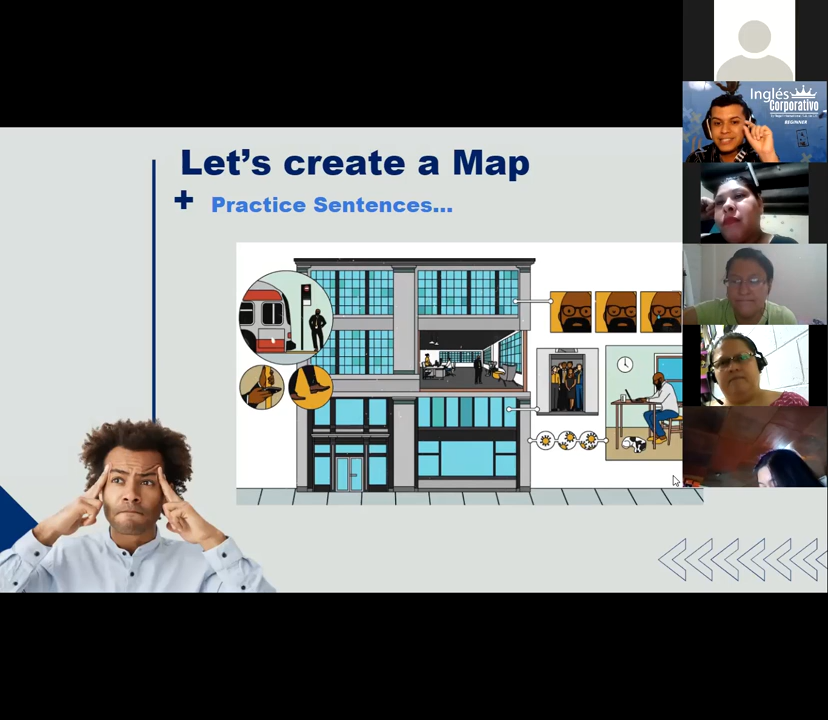 Let's create a Map
+ Practice Sentences...
Inglés
Corporativo
BEGINNER